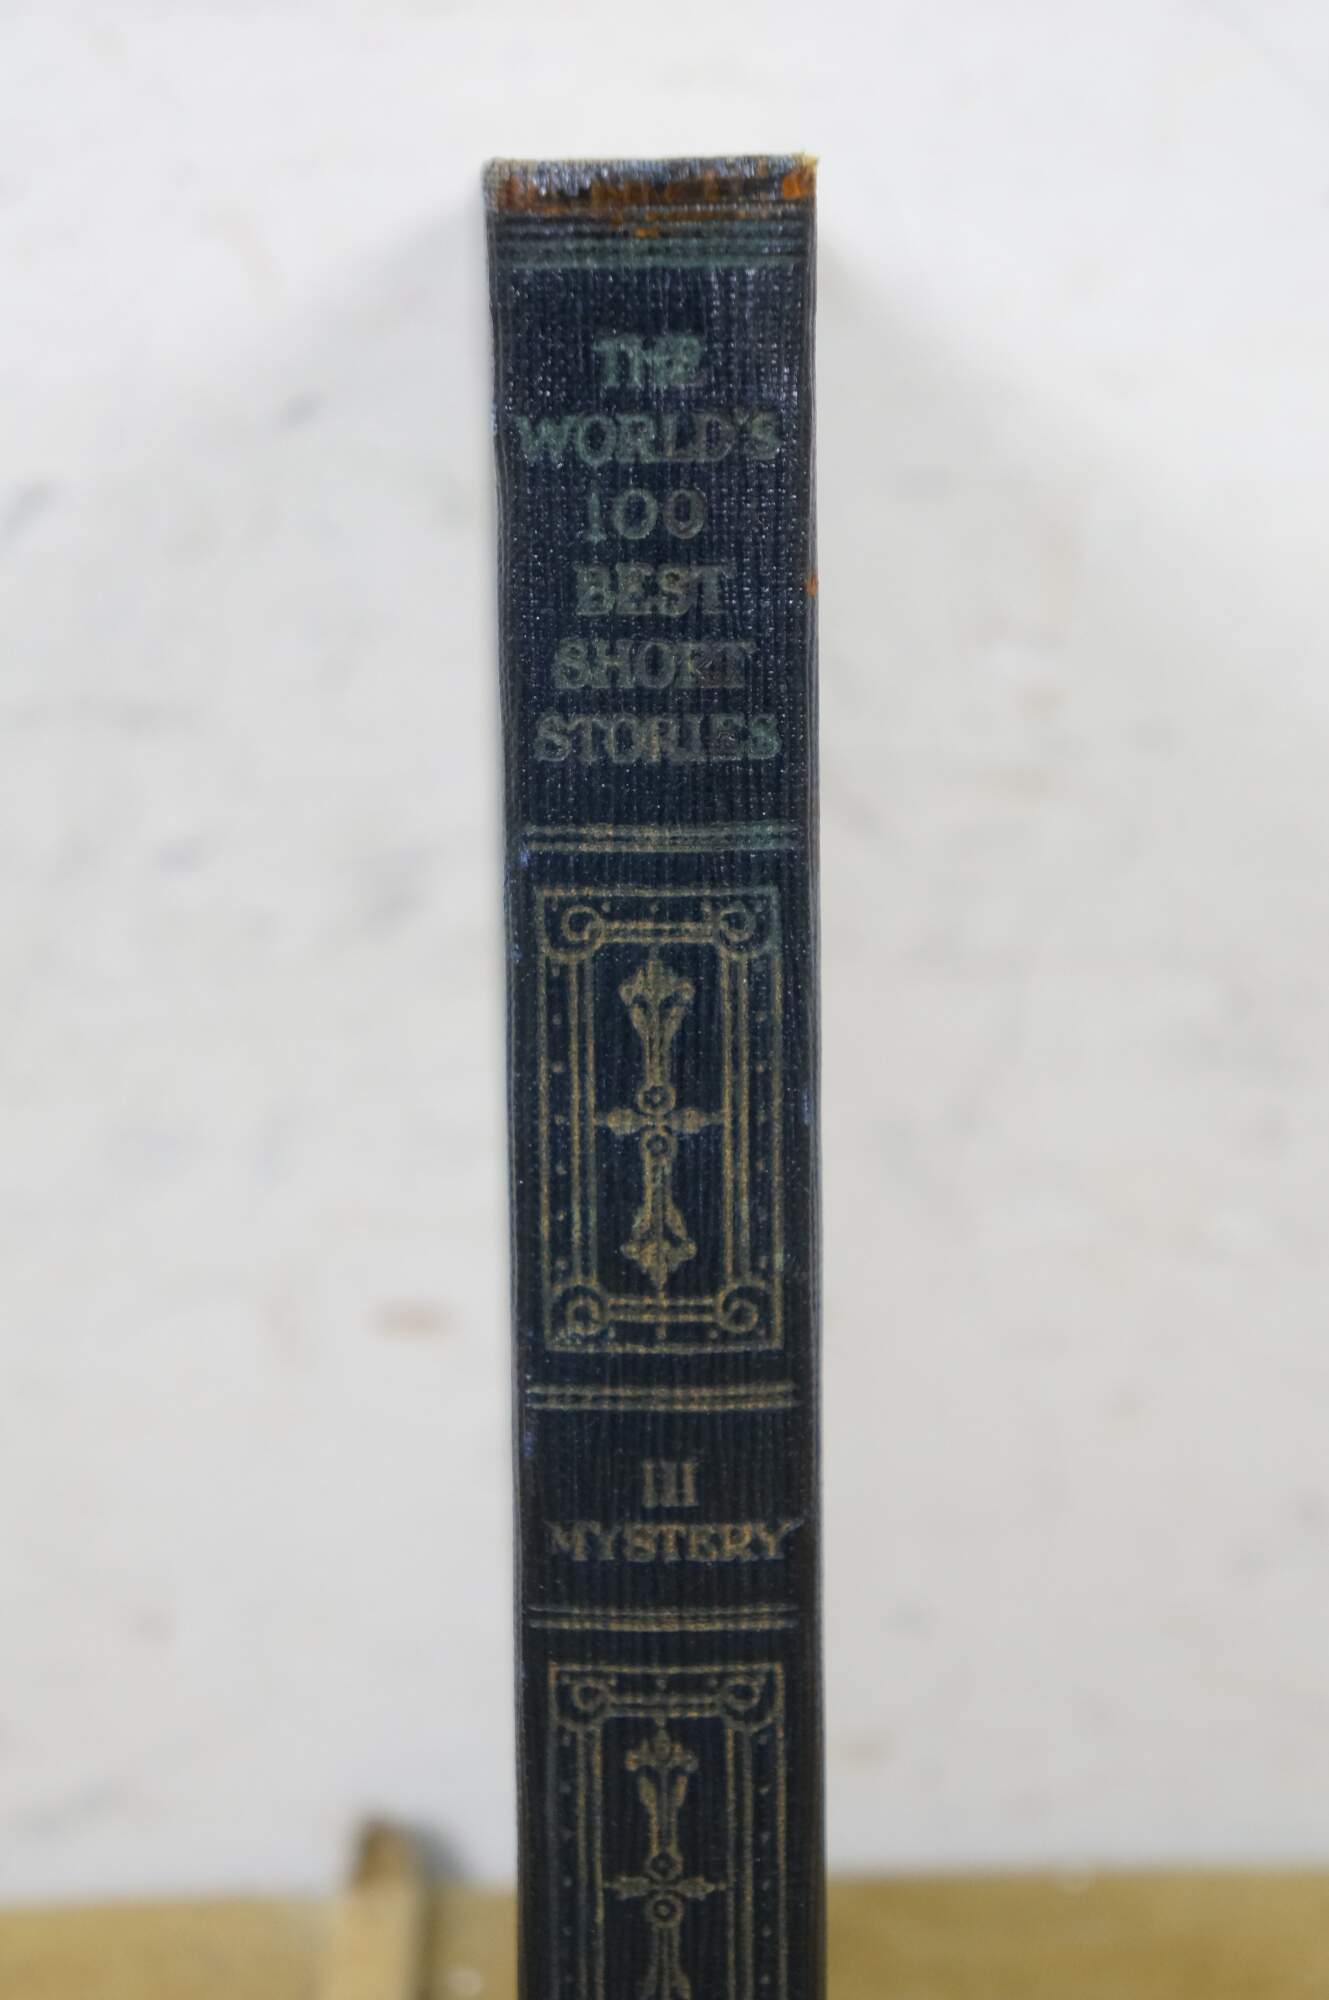 THE
WORLD'S
100
BEST
SHORT
STORIES
III
MYSTERY